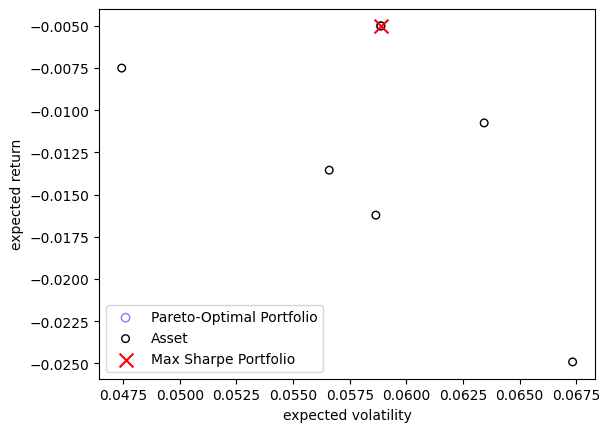 −0.0050
−0.0075
−0.0100
−0.0125
−0.0150
−0.0175
−0.0200
−0.0225
−0.0250
expected return
Pareto-Optimal Portfolio
Asset
Max Sharpe Portfolio
0.0475 0.0500 0.0525 0.0550 0.0575 0.0600 0.0625 0.0650 0.0675
expected volatility